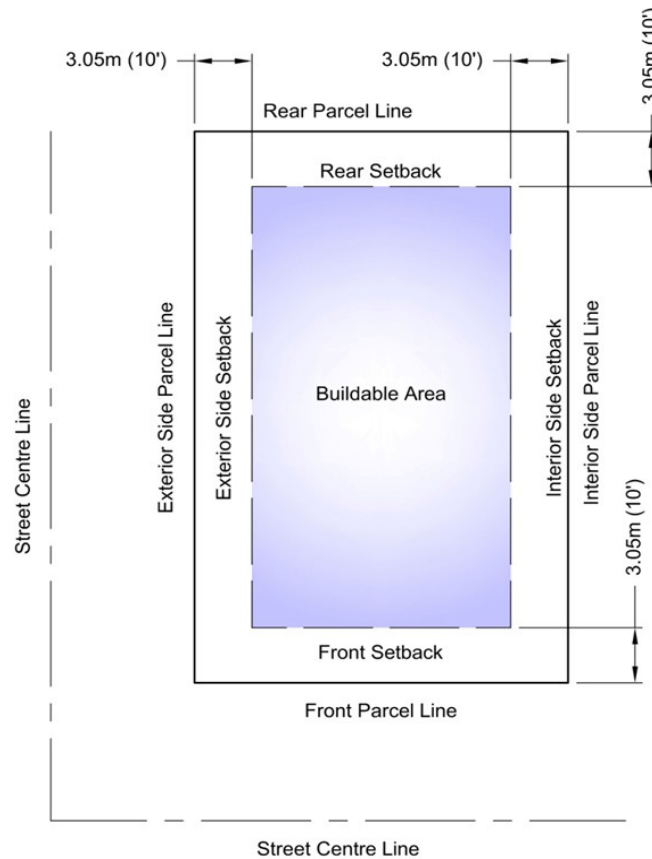 3.05m (10')
3.05m (10')
3.05m (10')
Rear Parcel Line
Rear Setback
Street Centre Line
Exterior Side Parcel Line
Exterior Side Setback
Buildable Area
Interior Side Setback
Interior Side Parcel Line
3.05m (10')
Front Setback
Front Parcel Line
Street Centre Line